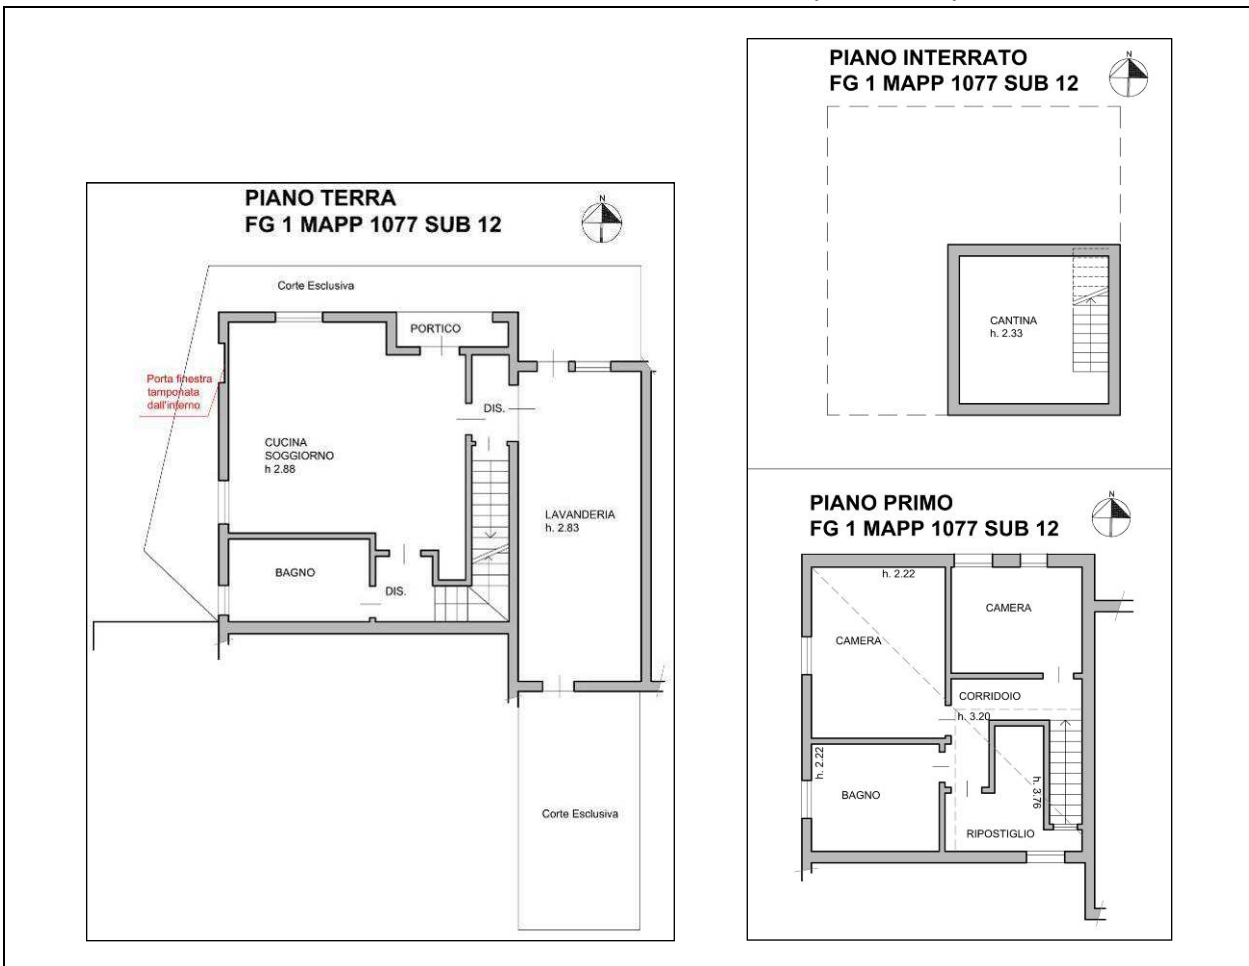 PIANO TERRA
FG 1 MAPP 1077 SUB 12
N
Corte Esclusiva
PORTICO
Porta finestra
tamponata
dall'inferno
DIS.
CUCINA
SOGGIORNO
h 2.88
LAVANDERIA
h. 2.83
BAGNO
DIS.
Corte Esclusiva
PIANO INTERRATO
FG 1 MAPP 1077 SUB 12
N
CANTINA
h. 2.33
PIANO PRIMO
FG 1 MAPP 1077 SUB 12
N
h. 2.22
CAMERA
CAMERA
CORRIDOIO
h. 3.20
h. 2.22
h. 3.76
BAGNO
RIPOSTIGLIO